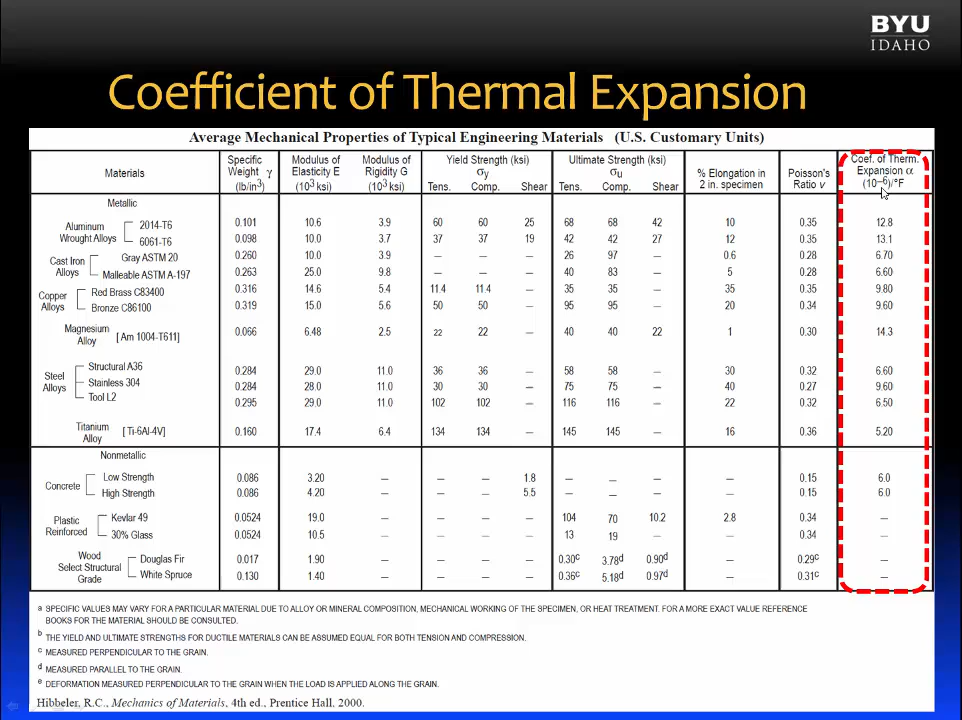 BYU
IDAHO
Coefficient of Thermal Expansion
Average Mechanical Properties of Typical Engineering Materials (U.S. Customary Units)
Materials
Specific Weight γ (lb/in³)
Modulus of Elasticity E (10³ ksi)
Modulus of Rigidity G (10³ ksi)
Yield Strength (ksi) σy Tens. Comp. Shear
Ultimate Strength (ksi) σu Tens. Comp. Shear
% Elongation in 2 in. specimen
Poisson's Ratio ν
Coef. of Therm. Expansion α (10–6)/°F
Metallic
Aluminum Wrought Alloys
2014-T6 0.101 10.6 3.9 60 60 25 68 68 42 10 0.35 12.8
6061-T6 0.098 10.0 3.7 37 37 19 42 42 27 12 0.35 13.1
Cast Iron Alloys
Gray ASTM 20 0.260 10.0 3.9 — — — 26 97 — 0.6 0.28 6.70
Malleable ASTM A-197 0.263 25.0 9.8 — — — 40 83 — 5 0.28 6.60
Copper Alloys
Red Brass C83400 0.316 14.6 5.4 11.4 11.4 — 35 35 — 35 0.35 9.80
Bronze C86100 0.319 15.0 5.6 50 50 — 95 95 — 20 0.34 9.60
Magnesium Alloy
[ Am 1004-T611] 0.066 6.48 2.5 22 22 — 40 40 22 1 0.30 14.3
Steel Alloys
Structural A36 0.284 29.0 11.0 36 36 — 58 58 — 30 0.32 6.60
Stainless 304 0.284 28.0 11.0 30 30 — 75 75 — 40 0.27 9.60
Tool L2 0.295 29.0 11.0 102 102 — 116 116 — 22 0.32 6.50
Titanium Alloy
[ Ti-6Al-4V] 0.160 17.4 6.4 134 134 — 145 145 — 16 0.36 5.20
Nonmetallic
Concrete
Low Strength 0.086 3.20 — — — 1.8 — — — — 0.15 6.0
High Strength 0.086 4.20 — — — 5.5 — — — — 0.15 6.0
Plastic Reinforced
Kevlar 49 0.0524 19.0 — — — — 104 70 10.2 2.8 0.34 —
30% Glass 0.0524 10.5 — — — — 13 19 — — 0.34 —
Wood Select Structural Grade
Douglas Fir 0.017 1.90 — — — — 0.30c 3.78d 0.90d — 0.29c —
White Spruce 0.130 1.40 — — — — 0.36c 5.18d 0.97d — 0.31c —
a SPECIFIC VALUES MAY VARY FOR A PARTICULAR MATERIAL DUE TO ALLOY OR MINERAL COMPOSITION, MECHANICAL WORKING OF THE SPECIMEN, OR HEAT TREATMENT. FOR A MORE EXACT VALUE REFERENCE
BOOKS FOR THE MATERIAL SHOULD BE CONSULTED.
b THE YIELD AND ULTIMATE STRENGTHS FOR DUCTILE MATERIALS CAN BE ASSUMED EQUAL FOR BOTH TENSION AND COMPRESSION.
c MEASURED PERPENDICULAR TO THE GRAIN.
d MEASURED PARALLEL TO THE GRAIN.
e DEFORMATION MEASURED PERPENDICULAR TO THE GRAIN WHEN THE LOAD IS APPLIED ALONG THE GRAIN.
Hibbeler, R.C., Mechanics of Materials, 4th ed., Prentice Hall, 2000.